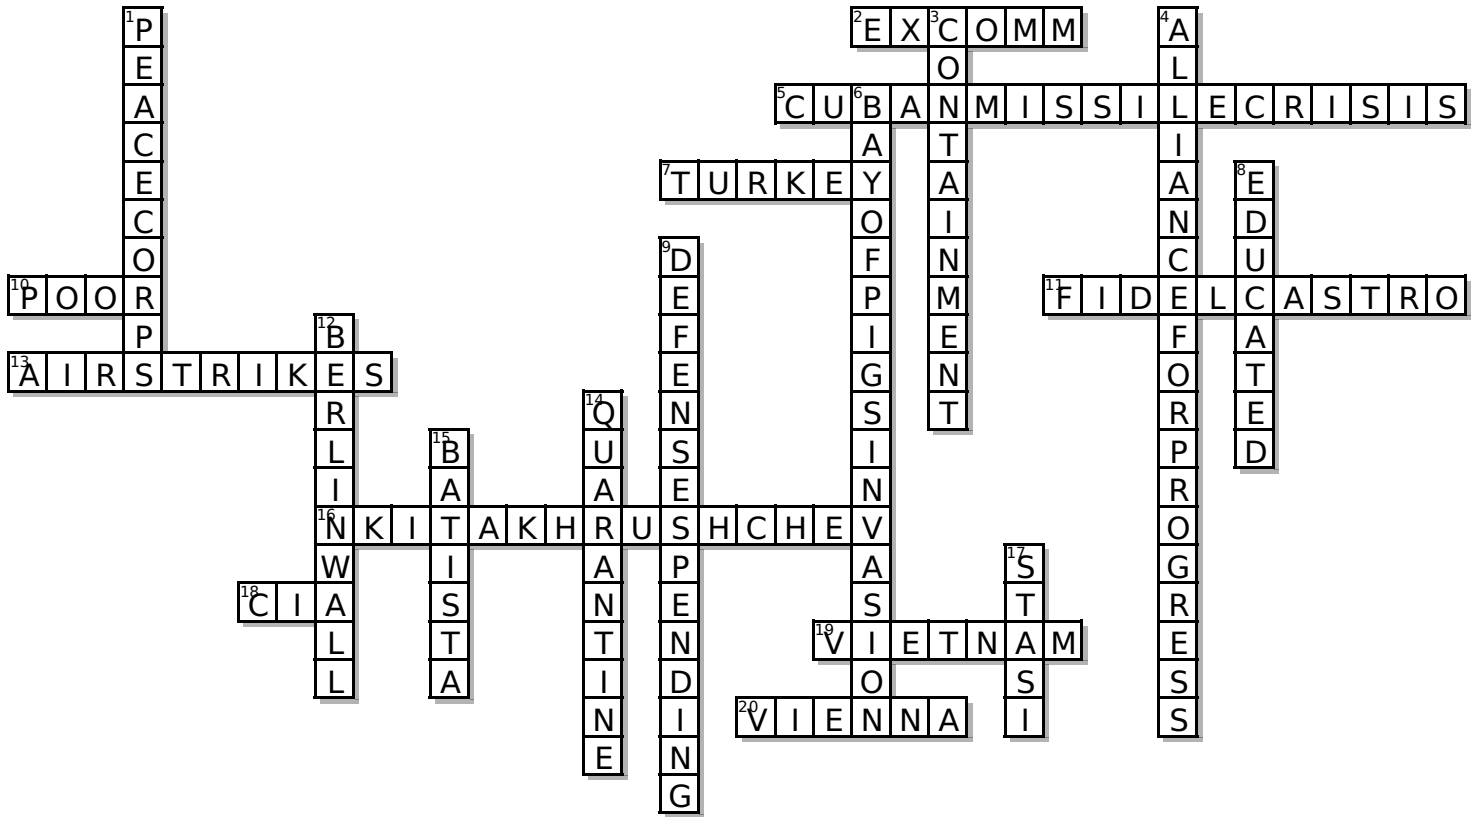 1 PEACECORPS
2 EXCOMM
3 CONTAINMENT
4 ALLIANCEFORPROGRESS
5 CUBANMISSILECRISIS
6 BAYOFPIGSINVASION
7 TURKEY
8 EDUCATED
9 DEFENSESPENDING
10 POOR
11 FIDELCASTRO
12 BERLINWALL
13 AIRSTRIKES
14 QUARANTINE
15 BATISTA
16 NKITAKHRUSHCHEV
17 STASI
18 CIA
19 VIETNAM
20 VIENNA